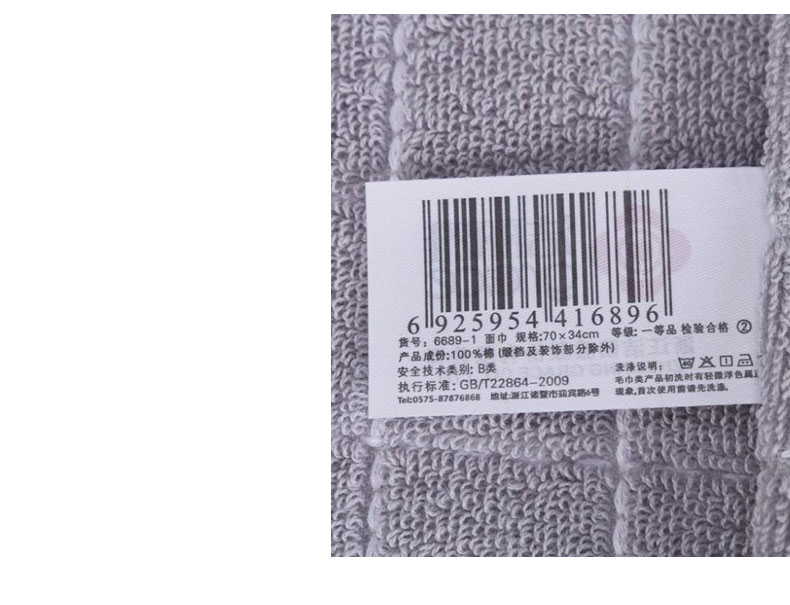 6 925954 416896
货号: 6689-1 面巾 规格:70×34cm 等级: 一等品 检验合格 ②
产品成份:100%棉 (缎档及装饰部分除外)
安全技术类别: B类
执行标准: GB/T22864-2009
Tel:0575-87876868 地址:浙江诸暨市迎宾路6号
洗涤说明:
毛巾类产品初洗时有轻微浮色
现象,首次使用前请先洗涤.